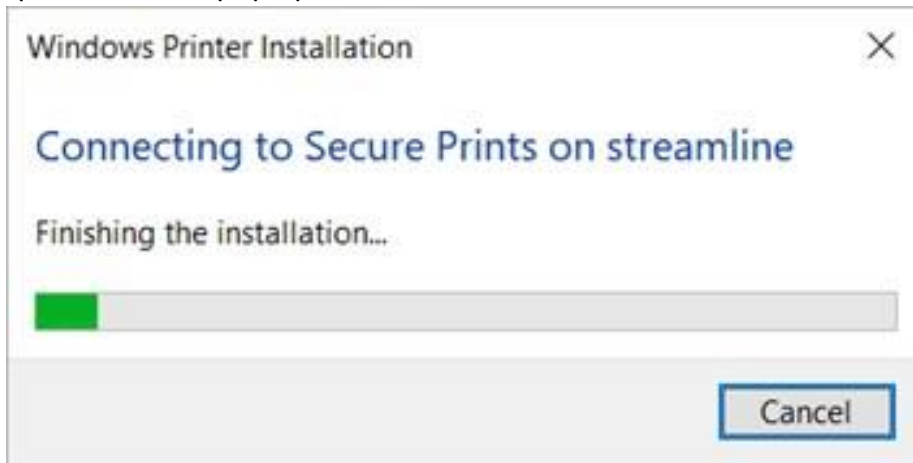 Windows Printer Installation
Connecting to Secure Prints on streamline
Finishing the installation...
Cancel